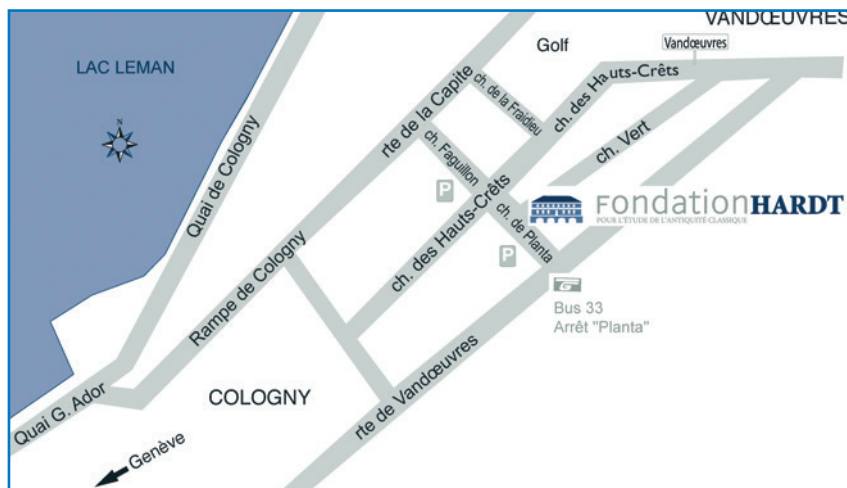 VANDŒUVRES
LAC LEMAN
N
Golf
Vandœuvres
ch. des Hauts-Crêts
rte de la Capite
ch. de la Fraidieu
Quai de Cologny
ch. Faguillon
ch. Vert
P
fondationHARDT
POUR L'ÉTUDE DE L'ANTIQUITÉ CLASSIQUE
ch. des Hauts-Crêts
ch. de Planta
Rampe de Cologny
P
Bus 33
Arrêt "Planta"
COLOGNY
rte de Vandœuvres
Quai G. Ador
Genève